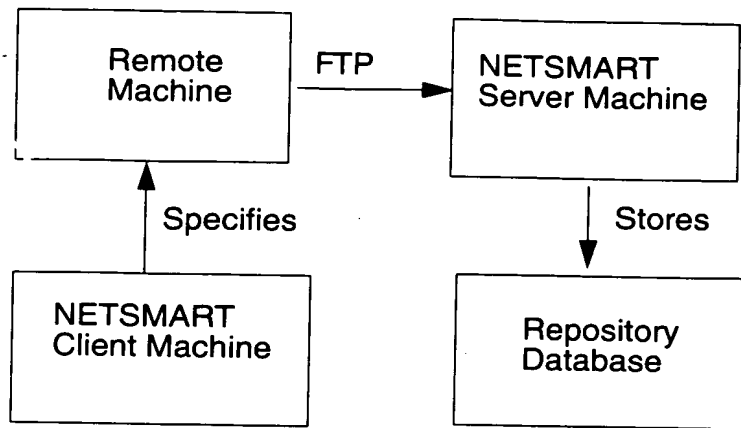 Remote
Machine
FTP
NETSMART
Server Machine
Specifies
Stores
NETSMART
Client Machine
Repository
Database